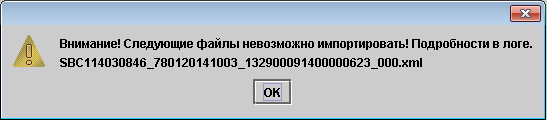 Внимание! Следующие файлы невозможно импортировать! Подробности в логе.
SBC114030846_780120141003_132900091400000623_000.xml
OK